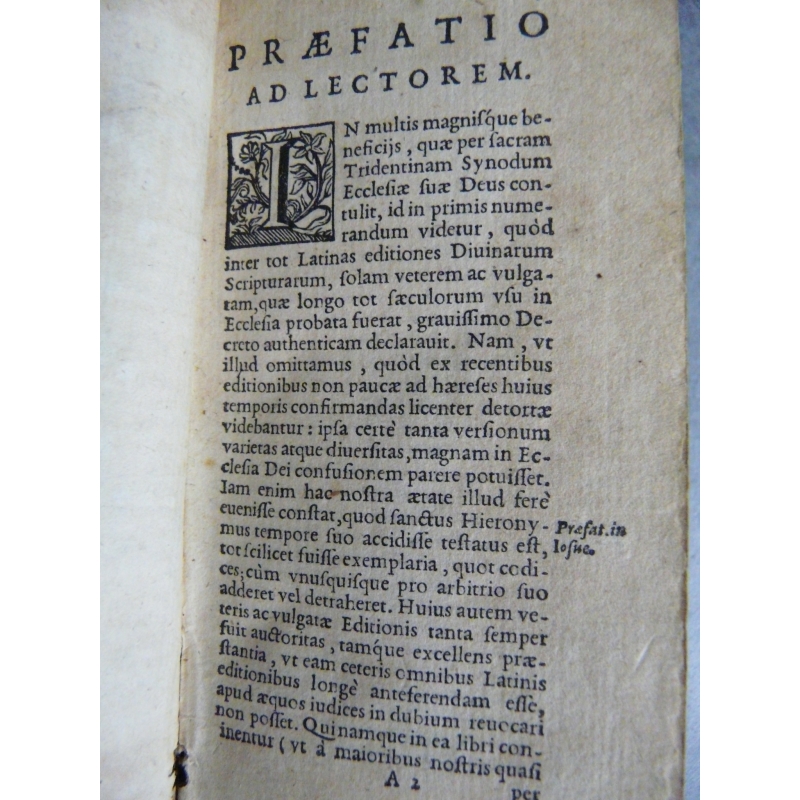 PRÆFATIO
AD LECTOREM.
IN multis magniſq́ue be-
neficijs, quæ per ſacram
Tridentinam Synodum
Eccleſiæ ſuæ Deus con-
tulit, id in primis nume-
randum videtur, quòd
inter tot Latinas editiones Diuinarum
Scripturarum, ſolam veterem ac vulga-
tam, quæ longo tot ſæculorum vſu in
Eccleſia probata fuerat, grauiſſimo De-
creto authenticam declarauit. Nam, vt
illud omittamus, quòd ex recentibus
editionibus non paucæ ad hæreſes huius
temporis confirmandas licenter detortæ
videbantur: ipſa certè tanta verſionum
varietas atque diuerſitas, magnam in Ec-
cleſia Dei confuſionem parere potuiſſet.
Iam enim hac noſtra ætate illud ferè
eueniſſe conſtat, quod ſanctus Hierony-
mus tempore ſuo accidiſſe teſtatus eſt,
Præfat. in
Ioſue.
tot ſcilicet fuiſſe exemplaria, quot codi-
ces; cùm vnuſquiſque pro arbitrio ſuo
adderet vel detraheret. Huius autem ve-
teris ac vulgatæ Editionis tanta ſemper
fuit auctoritas, tamq́ue excellens præ-
ſtantia, vt eam ceteris omnibus Latinis
editionibus longè anteferendam eſſe,
apud æquos iudices in dubium reuocari
non poſſet. Qui namque in ea libri con-
inentur (vt à maioribus noſtris quaſi
A 2
per